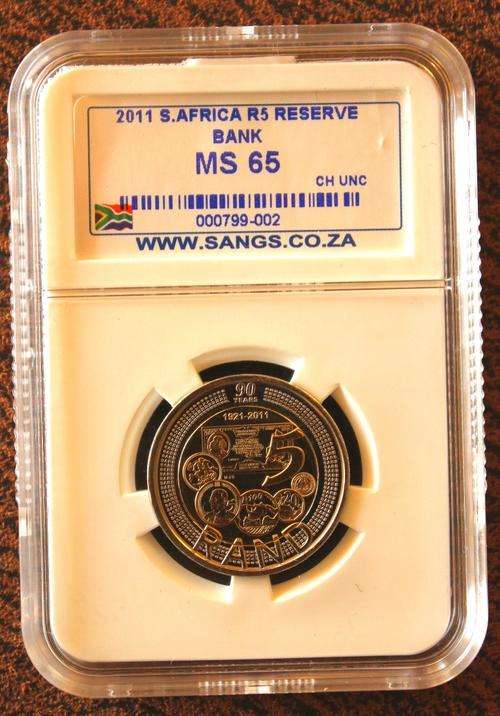 2011 S.AFRICA R5 RESERVE
BANK
MS 65
CH UNC
000799-002
WWW.SANGS.CO.ZA
90
YEARS
1921-2011
5
RAND